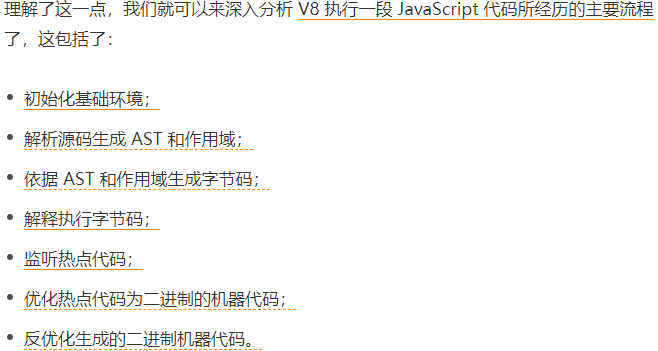 理解了这一点，我们就可以来深入分析 V8 执行一段 JavaScript 代码所经历的主要流程
了，这包括了：
• 初始化基础环境；
• 解析源码生成 AST 和作用域；
• 依据 AST 和作用域生成字节码；
• 解释执行字节码；
• 监听热点代码；
• 优化热点代码为二进制的机器代码；
• 反优化生成的二进制机器代码。